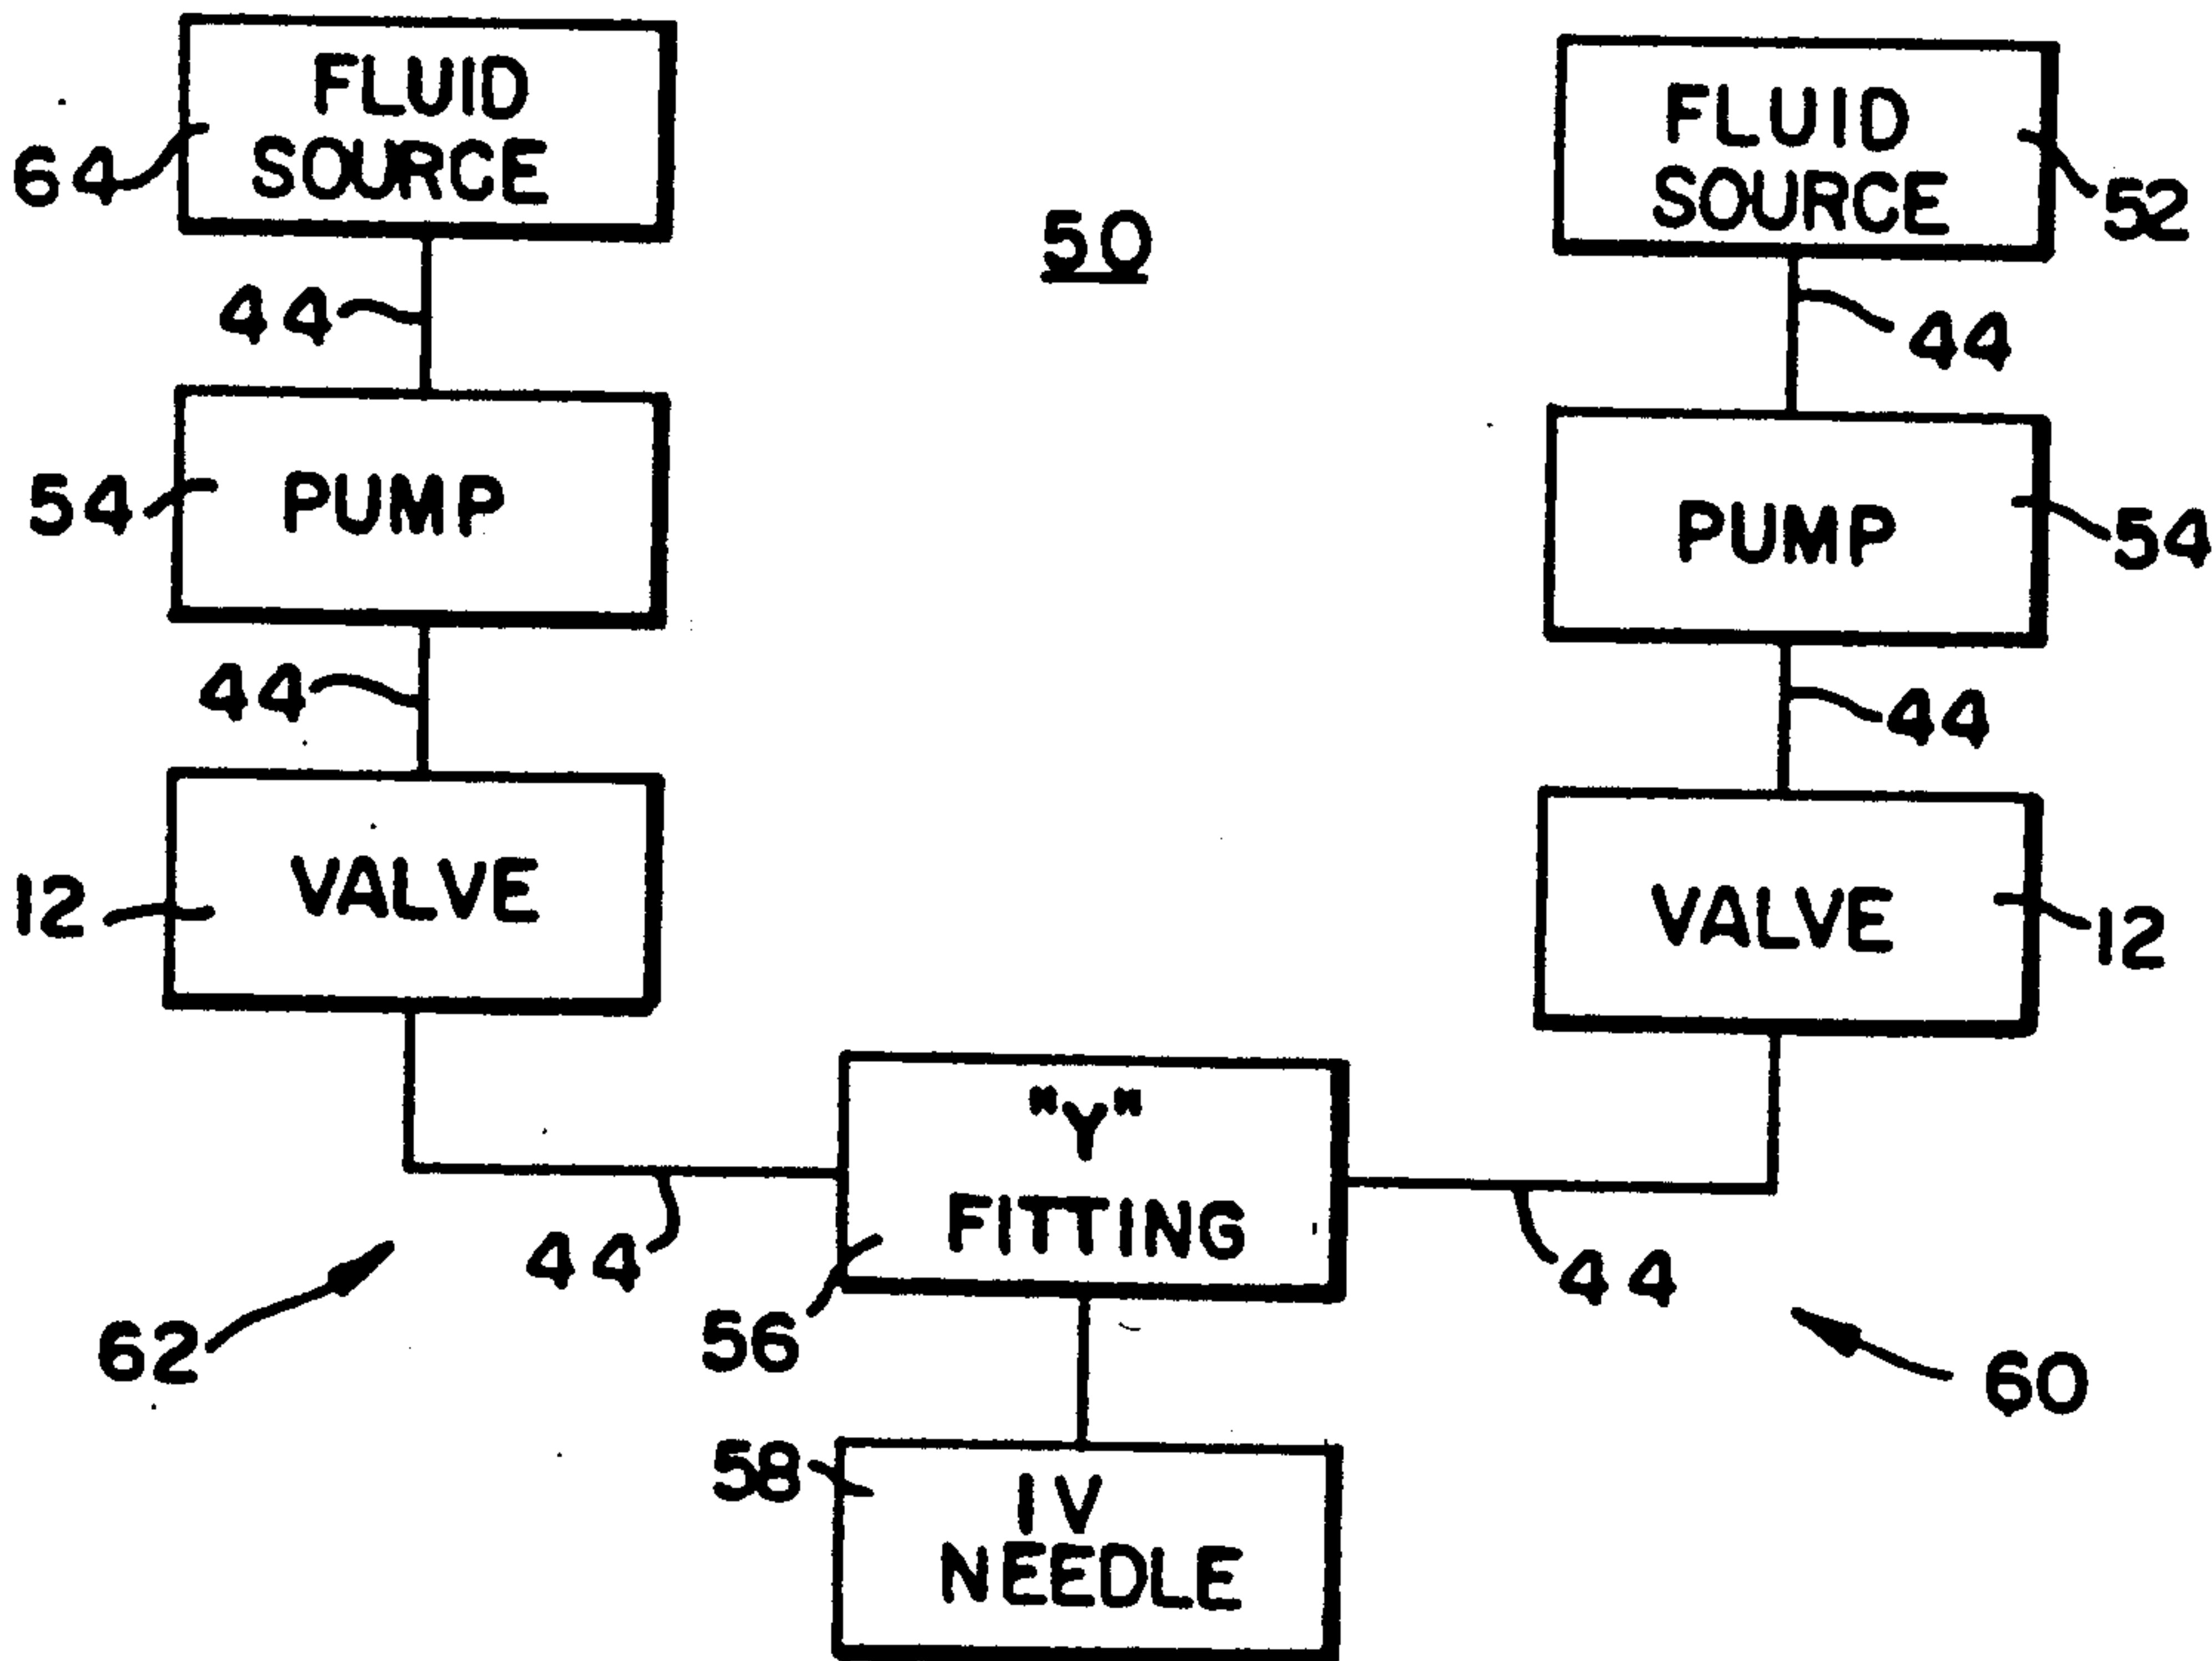 FLUID
SOURCE
64
FLUID
SOURCE
52
50
44
44
PUMP
54
PUMP
54
44
44
VALVE
12
VALVE
12
"Y"
FITTING
56
44
44
62
60
58
IV
NEEDLE